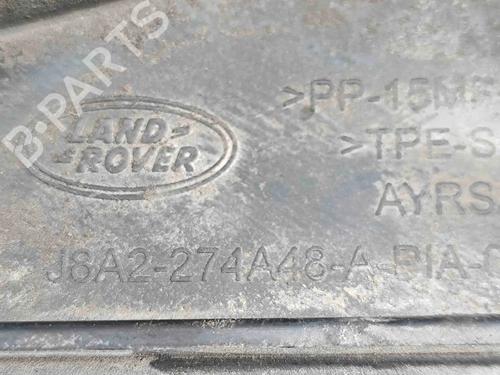 B-PARTS
LAND-
-ROVER
>PP-15MF
>TPE-S
AYRS
J8A2-274A48-A-PIA-